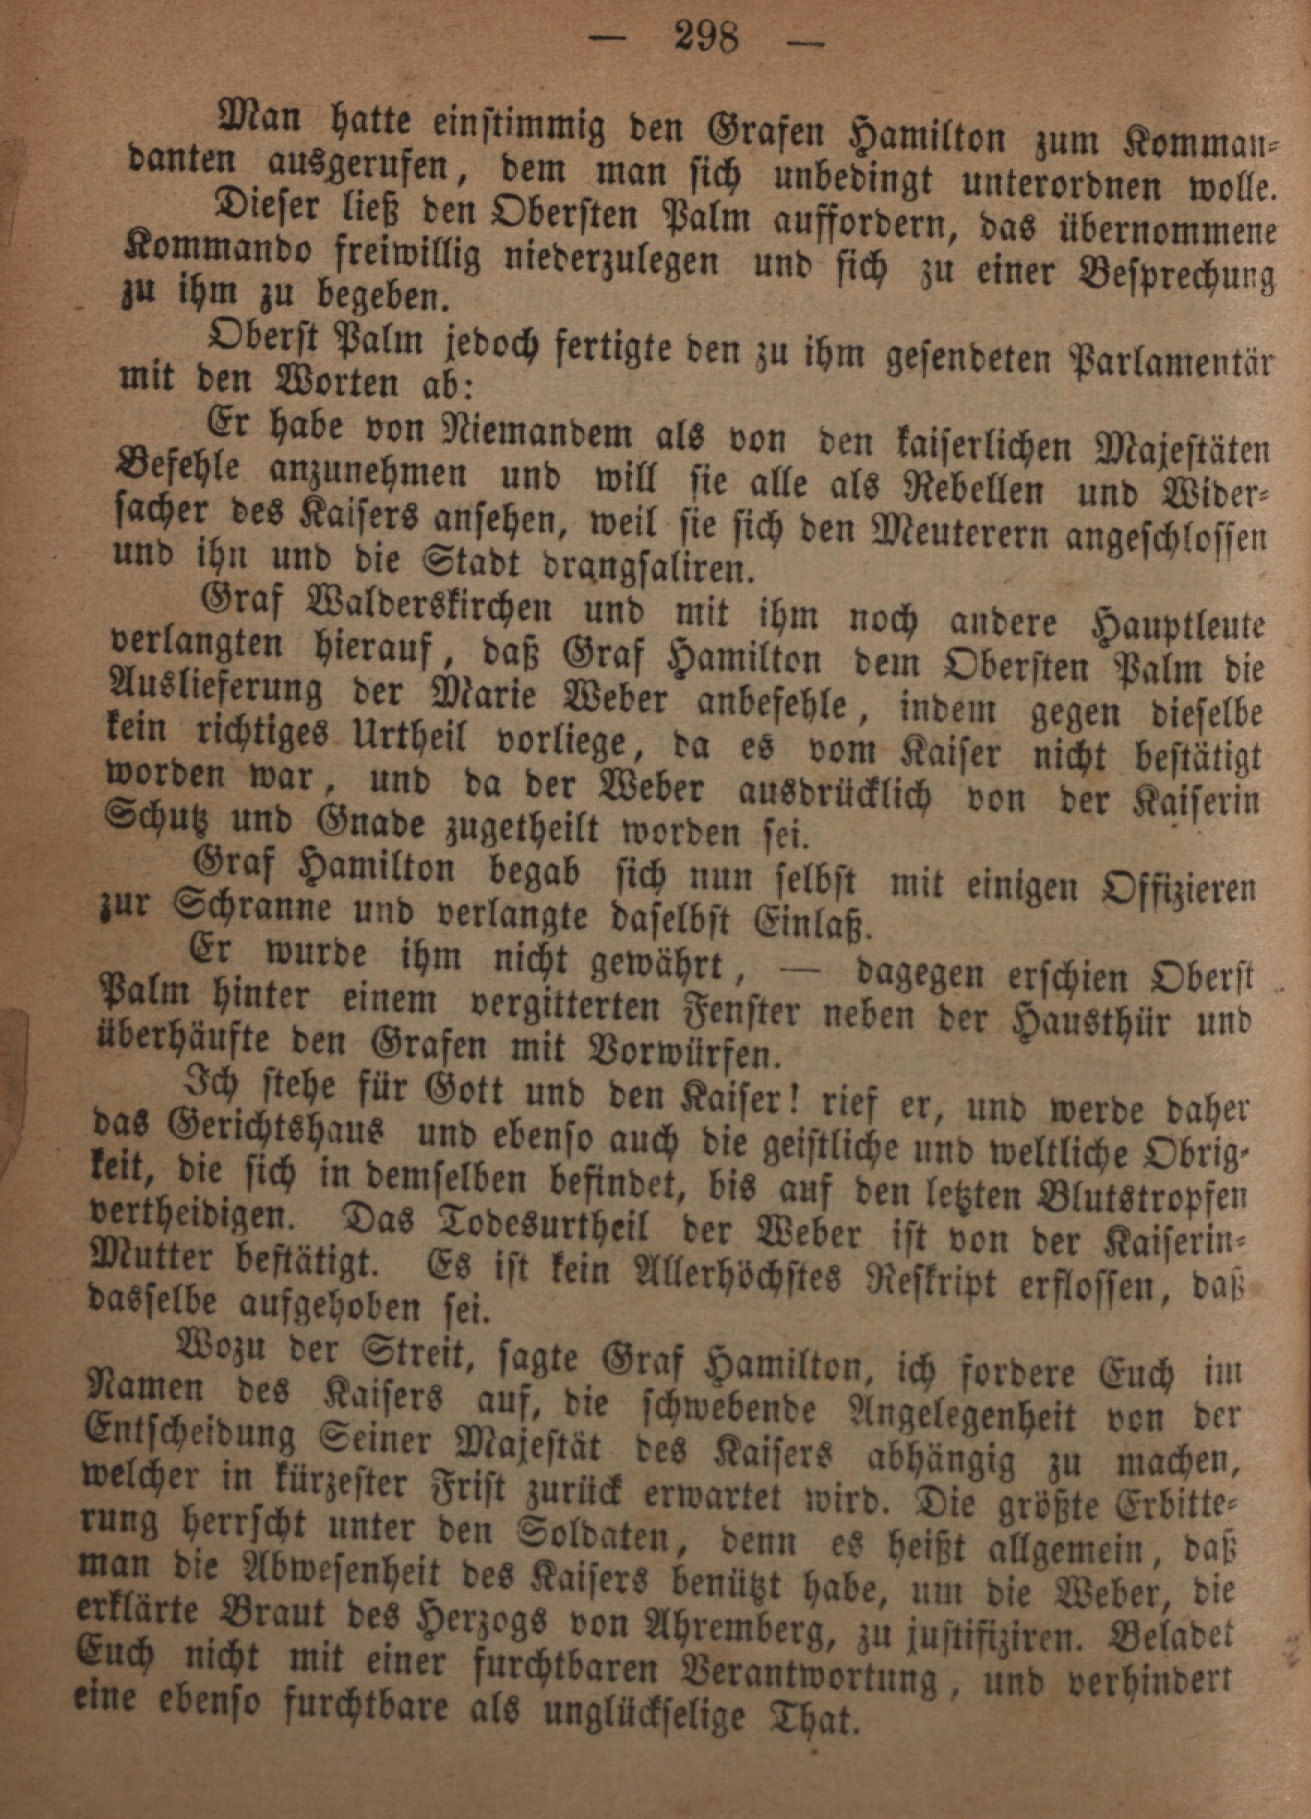 — 298 —
Man hatte einstimmig den Grafen Hamilton zum Komman-
danten ausgerufen, dem man sich unbedingt unterordnen wolle.
Dieser ließ den Obersten Palm auffordern, das übernommene
Kommando freiwillig niederzulegen und sich zu einer Besprechung
zu ihm zu begeben.
Oberst Palm jedoch fertigte den zu ihm gesendeten Parlamentär
mit den Worten ab:
Er habe von Niemandem als von den kaiserlichen Majestäten
Befehle anzunehmen und will sie alle als Rebellen und Wider-
sacher des Kaisers ansehen, weil sie sich den Meuterern angeschlossen
und ihn und die Stadt drangsaliren.
Graf Walderskirchen und mit ihm noch andere Hauptleute
verlangten hierauf, daß Graf Hamilton dem Obersten Palm die
Auslieferung der Marie Weber anbefehle, indem gegen dieselbe
kein richtiges Urtheil vorliege, da es vom Kaiser nicht bestätigt
worden war, und da der Weber ausdrücklich von der Kaiserin
Schutz und Gnade zugetheilt worden sei.
Graf Hamilton begab sich nun selbst mit einigen Offizieren
zur Schranne und verlangte daselbst Einlaß.
Er wurde ihm nicht gewährt, — dagegen erschien Oberst
Palm hinter einem vergitterten Fenster neben der Hausthür und
überhäufte den Grafen mit Vorwürfen.
Ich stehe für Gott und den Kaiser! rief er, und werde daher
das Gerichtshaus und ebenso auch die geistliche und weltliche Obrig-
keit, die sich in demselben befindet, bis auf den letzten Blutstropfen
vertheidigen. Das Todesurtheil der Weber ist von der Kaiserin-
Mutter bestätigt. Es ist kein Allerhöchstes Reskript erflossen, daß
dasselbe aufgehoben sei.
Wozu der Streit, sagte Graf Hamilton, ich fordere Euch im
Namen des Kaisers auf, die schwebende Angelegenheit von der
Entscheidung Seiner Majestät des Kaisers abhängig zu machen,
welcher in kürzester Frist zurück erwartet wird. Die größte Erbitte-
rung herrscht unter den Soldaten, denn es heißt allgemein, daß
man die Abwesenheit des Kaisers benützt habe, um die Weber, die
erklärte Braut des Herzogs von Ahremberg, zu justifiziren. Beladet
Euch nicht mit einer furchtbaren Verantwortung, und verhindert
eine ebenso furchtbare als unglückselige That.